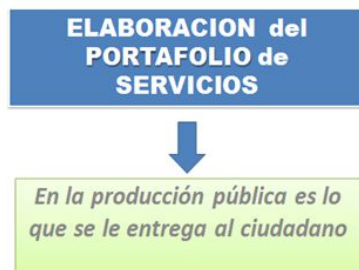 ELABORACION del
PORTAFOLIO de
SERVICIOS
En la producción pública es lo
que se le entrega al ciudadano